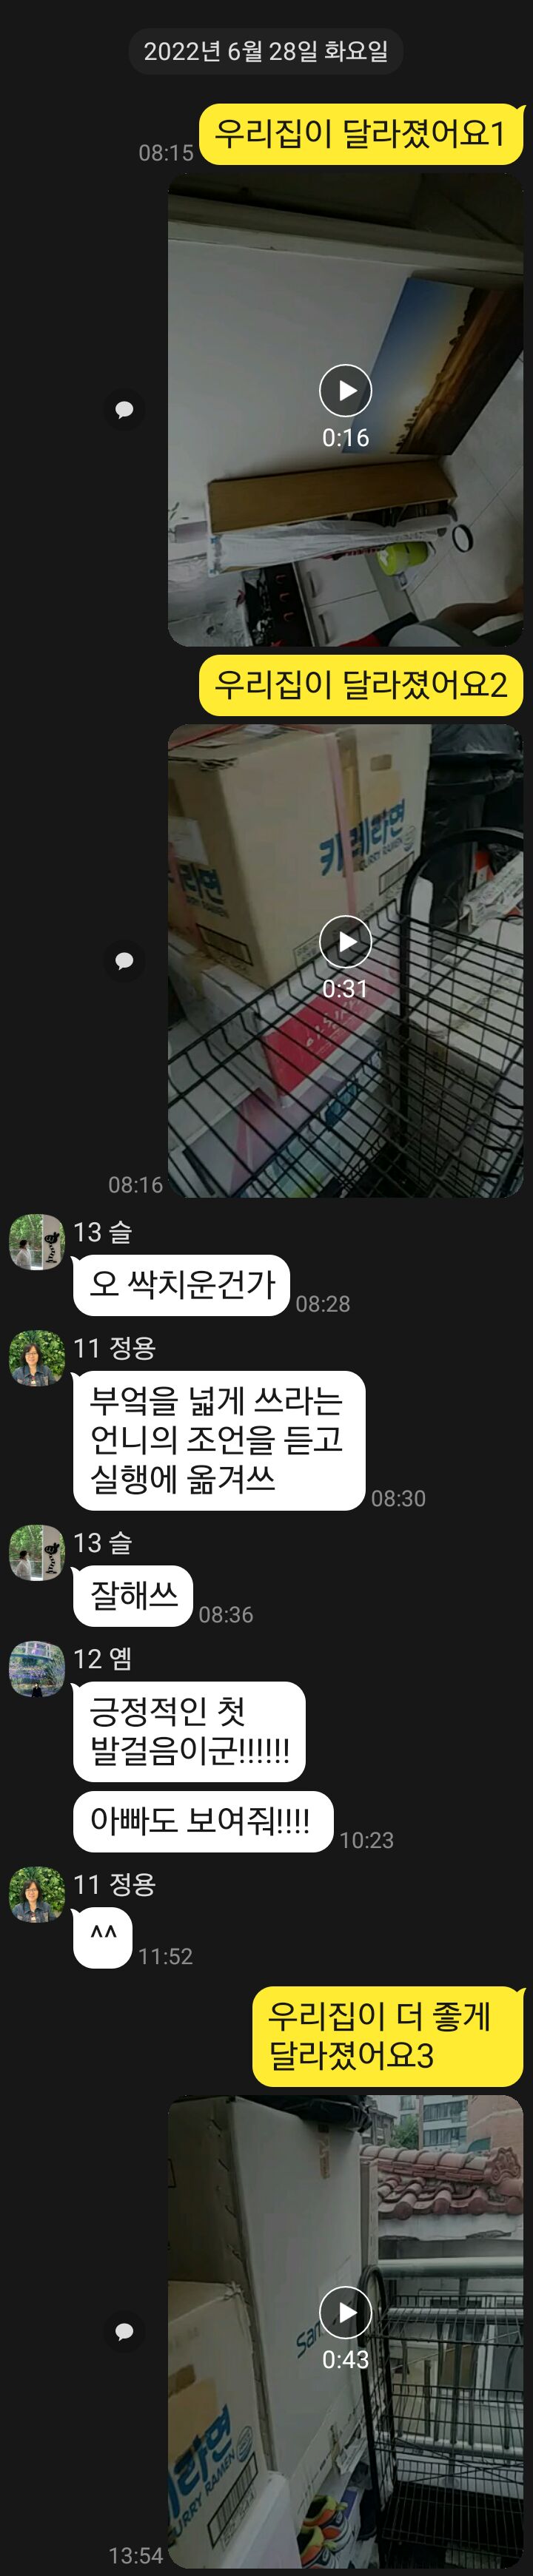 2022년 6월 28일 화요일
우리집이 달라졌어요1
08:15
0:16
우리집이 달라졌어요2
카레라면
CURRY RAMEN
라면
0:31
08:16
13 슬
오 싹치운건가
08:28
11 정용
부엌을 넓게 쓰라는
언니의 조언을 듣고
실행에 옮겨쓰
08:30
13 슬
잘해쓰
08:36
12 옘
긍정적인 첫
발걸음이군!!!!!!
아빠도 보여줘!!!!
10:23
11 정용
^^
11:52
우리집이 더 좋게
달라졌어요3
0:43
라면
CURRY RAMEN
13:54